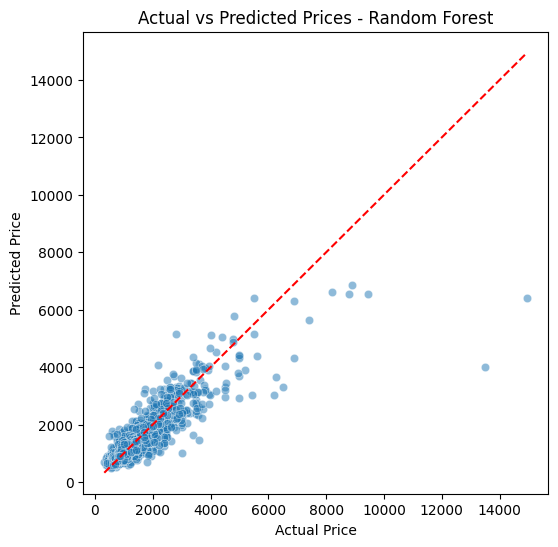 Actual vs Predicted Prices - Random Forest
14000
12000
10000
8000
6000
4000
2000
0
Predicted Price
0 2000 4000 6000 8000 10000 12000 14000
Actual Price